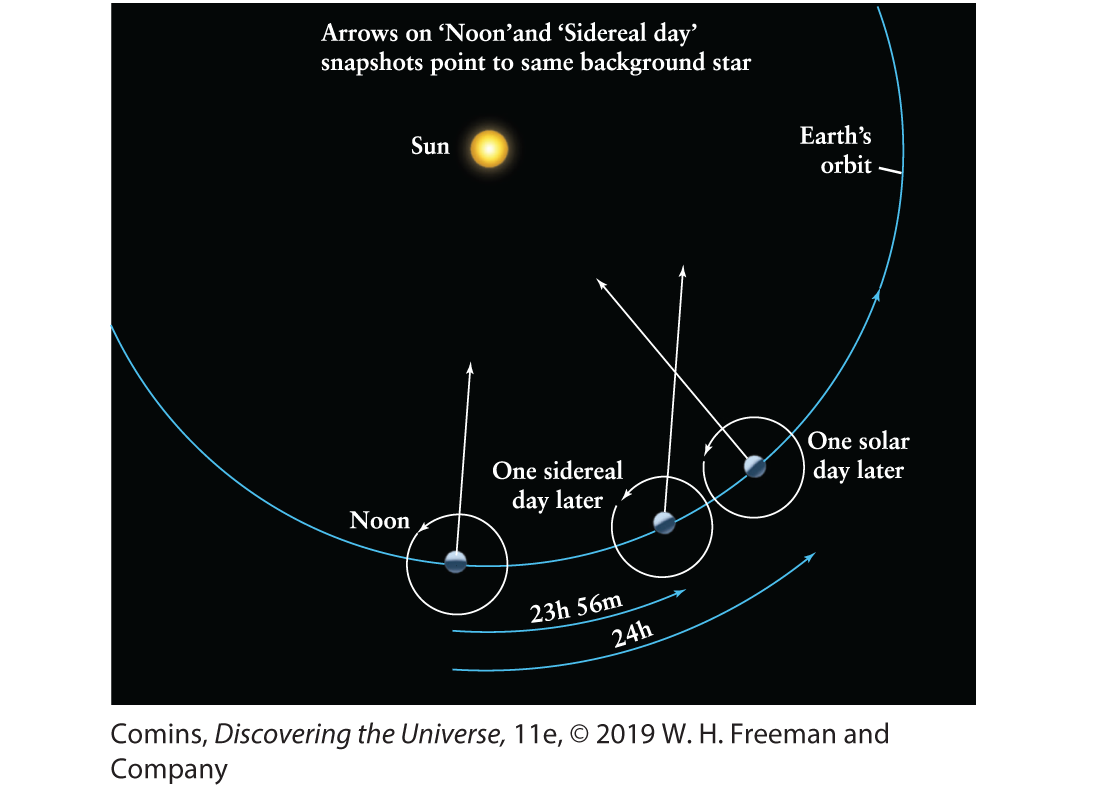 Arrows on ‘Noon’and ‘Sidereal day’
snapshots point to same background star
Sun
Earth’s
orbit
One solar
day later
One sidereal
day later
Noon
23h 56m
24h
Comins, Discovering the Universe, 11e, © 2019 W. H. Freeman and
Company